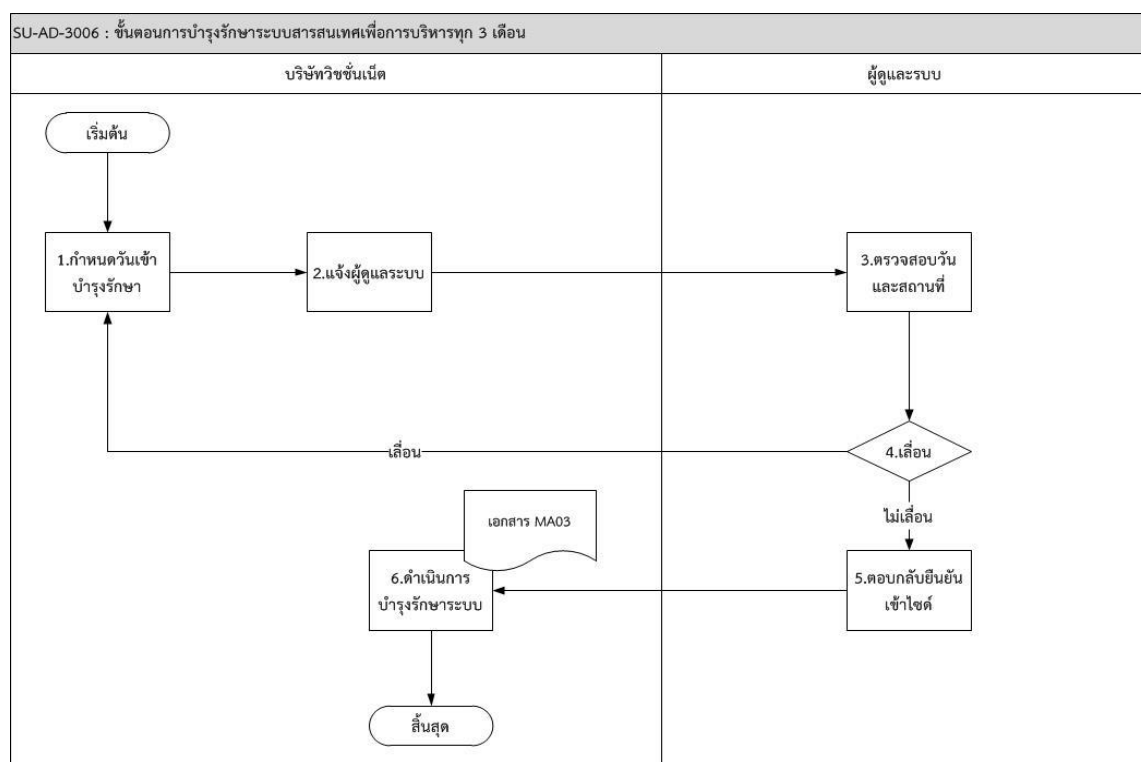 SU-AD-3006 : ขั้นตอนการบำรุงรักษาระบบสารสนเทศเพื่อการบริหารทุก 3 เดือน
บริษัทวิชชั่นเน็ต
ผู้ดูและรบบ
เริ่มต้น
1.กำหนดวันเข้า
บำรุงรักษา
2.แจ้งผู้ดูแลระบบ
3.ตรวจสอบวัน
และสถานที่
เลื่อน
4.เลื่อน
ไม่เลื่อน
เอกสาร MA03
6.ดำเนินการ
บำรุงรักษาระบบ
5.ตอบกลับยืนยัน
เข้าไซด์
สิ้นสุด